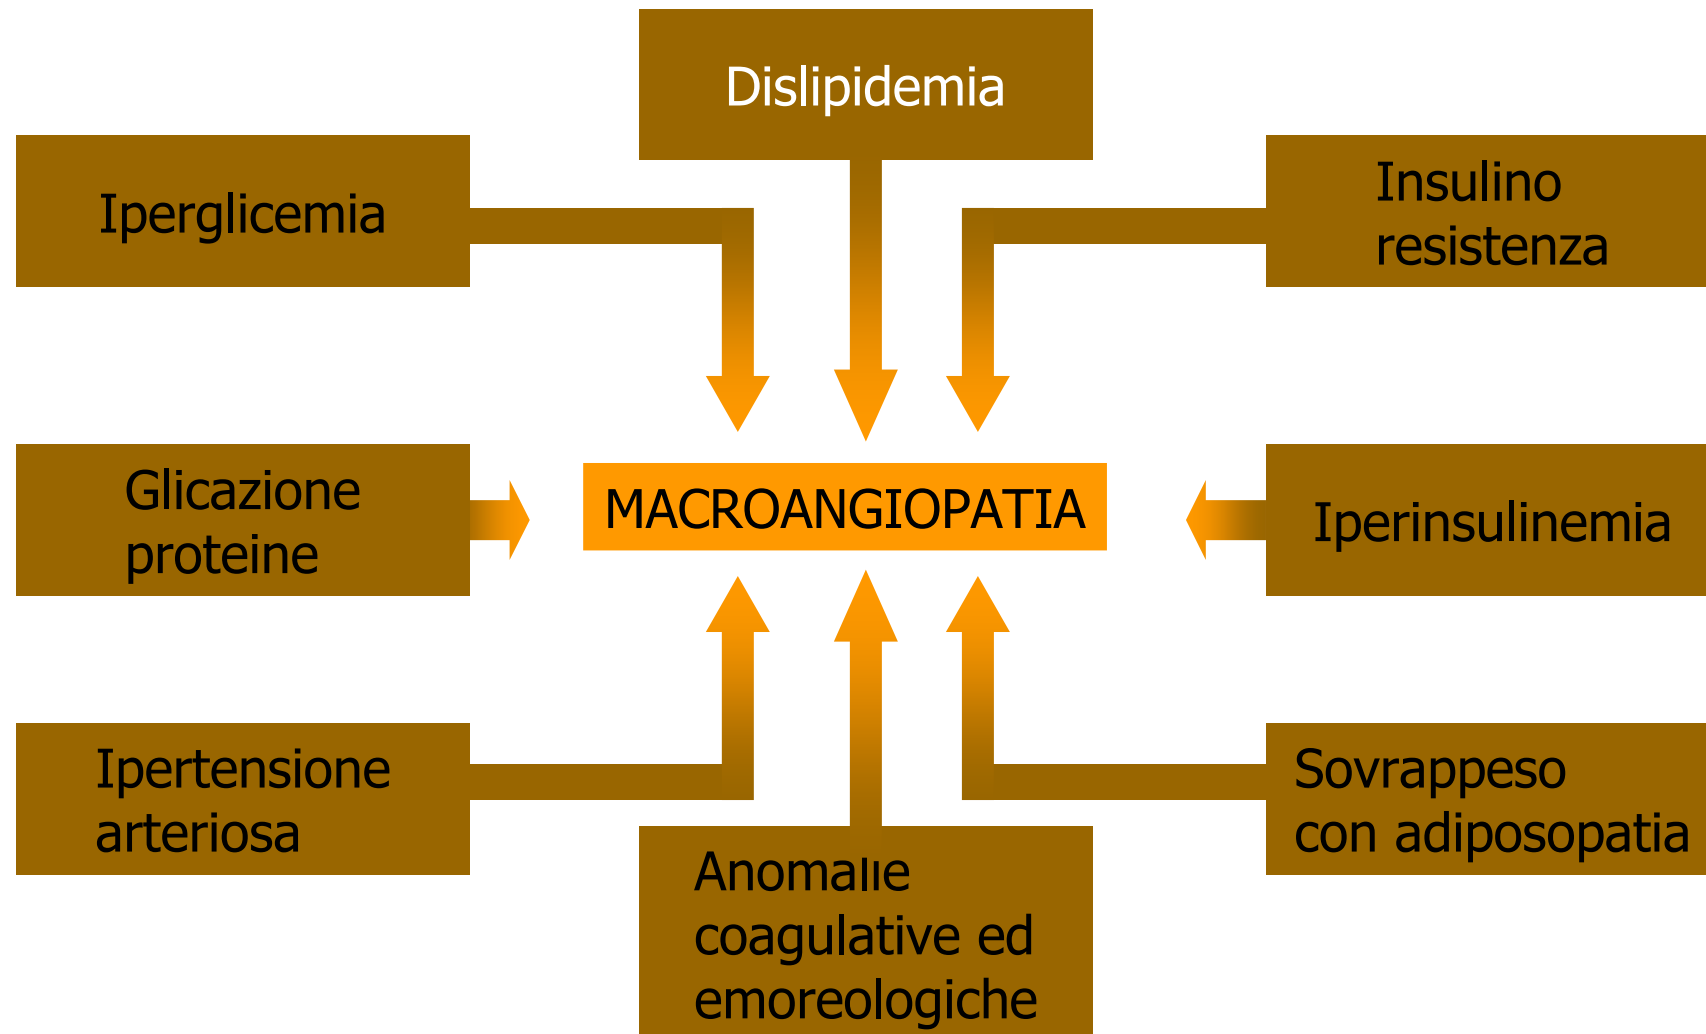 Dislipidemia
Iperglicemia
Insulino
resistenza
Glicazione
proteine
MACROANGIOPATIA
Iperinsulinemia
Ipertensione
arteriosa
Sovrappeso
con adiposopatia
Anomalie
coagulative ed
emoreologiche